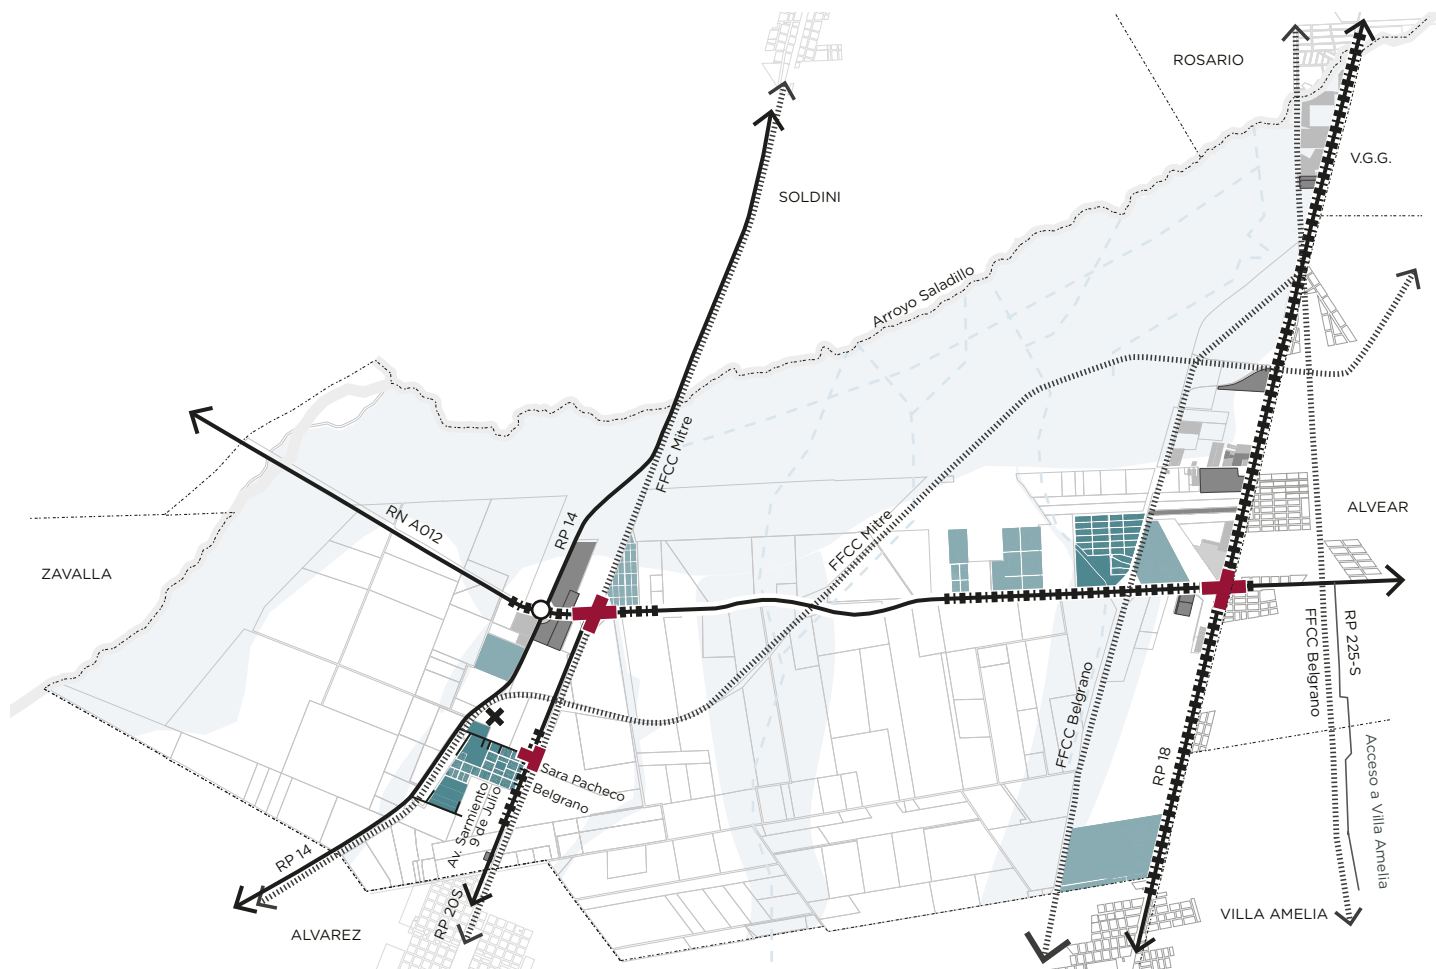 ROSARIO
V.G.G.
SOLDINI
Arroyo Saladillo
FFCC Mitre
RN A012
RP 14
FFCC Mitre
ALVEAR
ZAVALLA
RP 225-S
FFCC Belgrano
FFCC Belgrano
RP 18
Acceso a Villa Amelia
Sara Pacheco
Belgrano
Av. Sarmiento
9 de Julio
RP 14
RP 20S
ALVAREZ
VILLA AMELIA